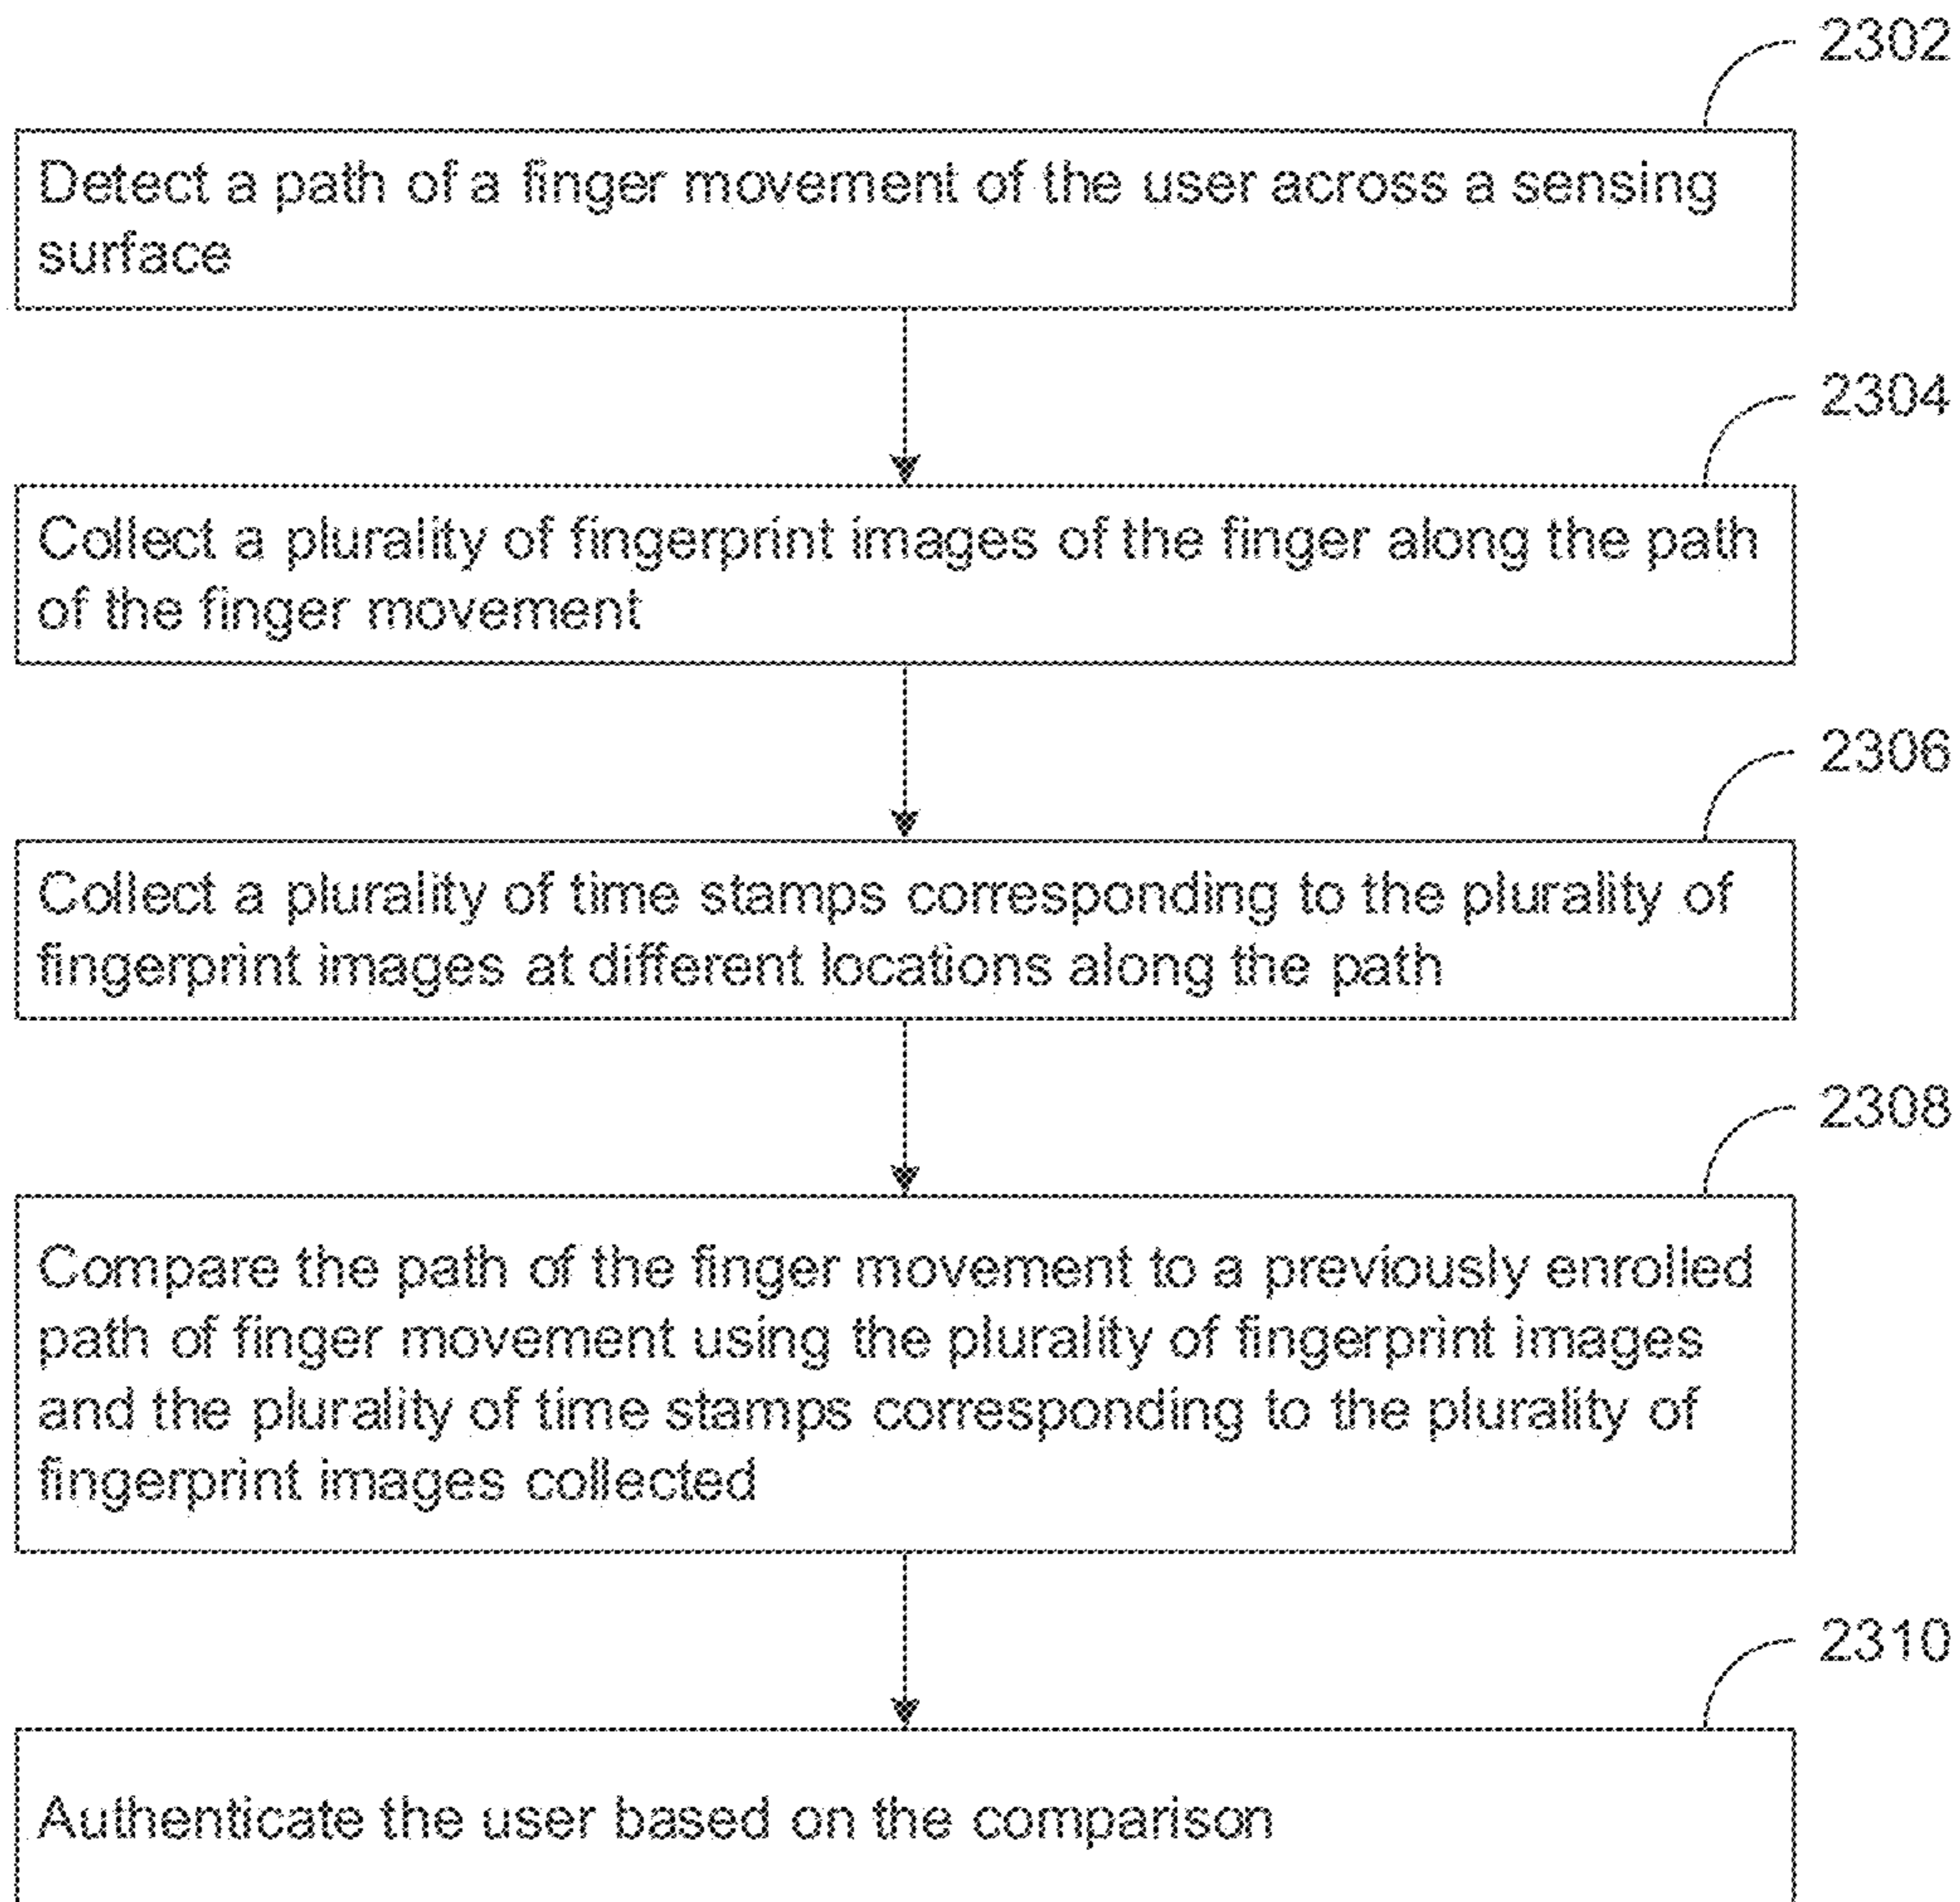 2302
Detect a path of a finger movement of the user across a sensing
surface
2304
Collect a plurality of fingerprint images of the finger along the path
of the finger movement
2306
Collect a plurality of time stamps corresponding to the plurality of
fingerprint images at different locations along the path
2308
Compare the path of the finger movement to a previously enrolled
path of finger movement using the plurality of fingerprint images
and the plurality of time stamps corresponding to the plurality of
fingerprint images collected
2310
Authenticate the user based on the comparison